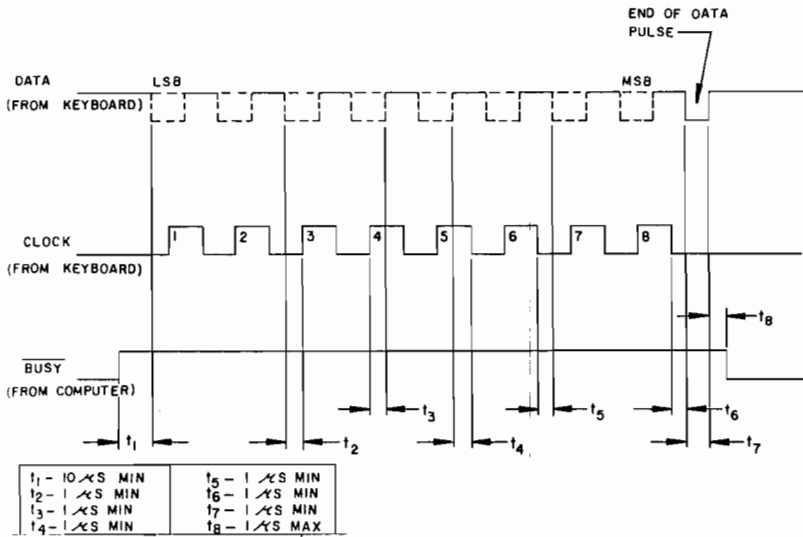 END OF DATA
PULSE
DATA
LSB
MSB
(FROM KEYBOARD)
1
2
3
4
5
6
7
8
CLOCK
(FROM KEYBOARD)
t8
BUSY
(FROM COMPUTER)
t3
t5
t6
t1
t2
t4
t7
t1 - 10 μS MIN
t2 - 1 μS MIN
t3 - 1 μS MIN
t4 - 1 μS MIN
t5 - 1 μS MIN
t6 - 1 μS MIN
t7 - 1 μS MIN
t8 - 1 μS MAX